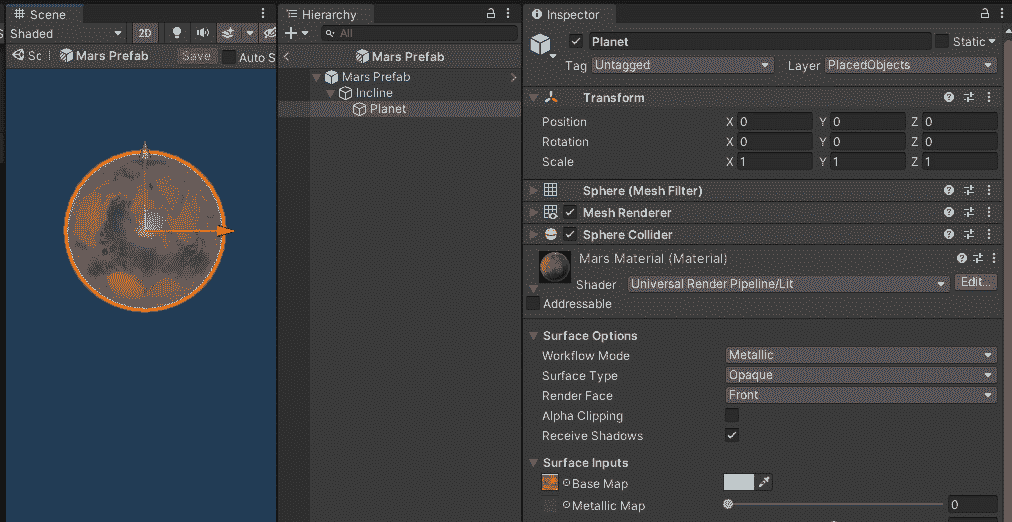 Scene
Shaded
2D
Sc
Mars Prefab
Save
Auto S
Hierarchy
All
Mars Prefab
Mars Prefab
Incline
Planet
Inspector
Planet
Static
Tag Untagged Layer PlacedObjects
Transform
Position X 0 Y 0 Z 0
Rotation X 0 Y 0 Z 0
Scale X 1 Y 1 Z 1
Sphere (Mesh Filter)
Mesh Renderer
Sphere Collider
Mars Material (Material)
Shader Universal Render Pipeline/Lit Edit...
Addressable
Surface Options
Workflow Mode Metallic
Surface Type Opaque
Render Face Front
Alpha Clipping
Receive Shadows
Surface Inputs
Base Map
Metallic Map 0